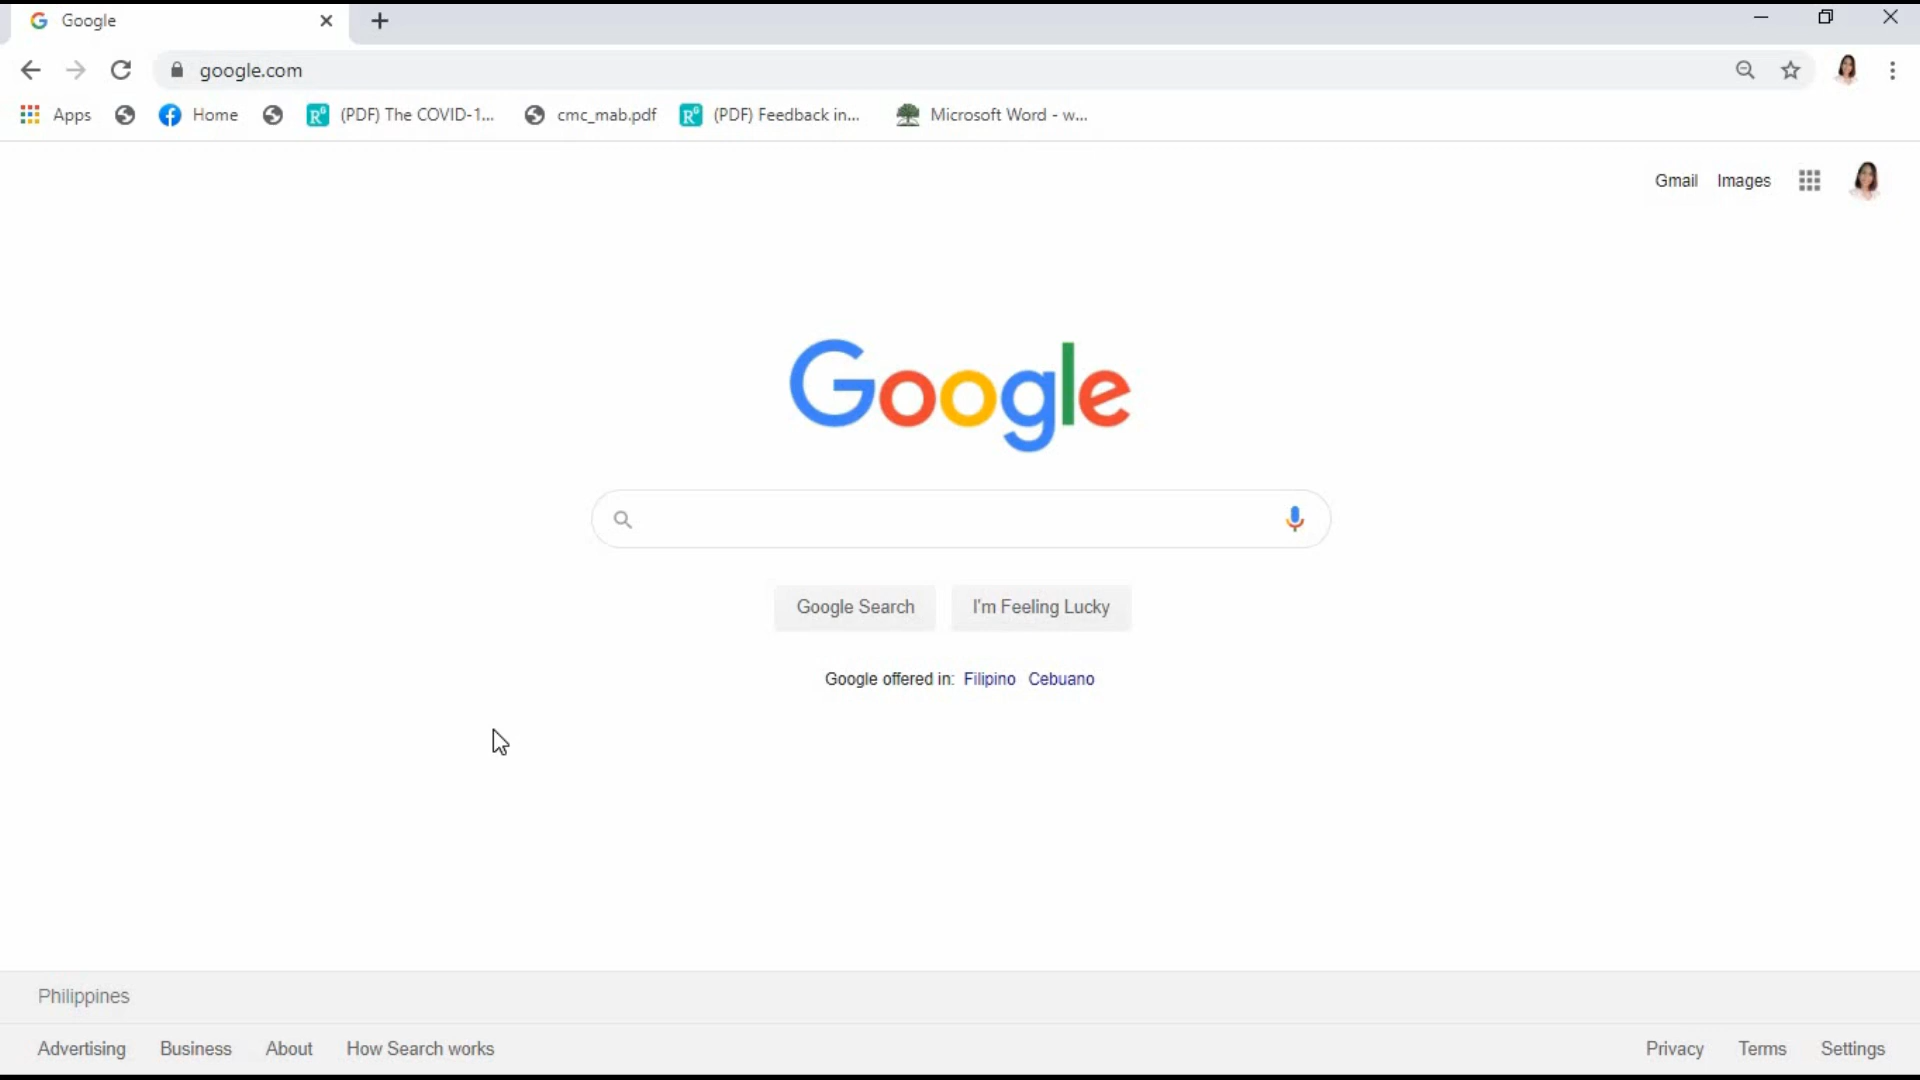 Google
google.com
Apps Home (PDF) The COVID-1... cmc_mab.pdf (PDF) Feedback in... Microsoft Word - w...
Gmail Images
Google
Google Search I'm Feeling Lucky
Google offered in: Filipino Cebuano
Philippines
Advertising Business About How Search works Privacy Terms Settings